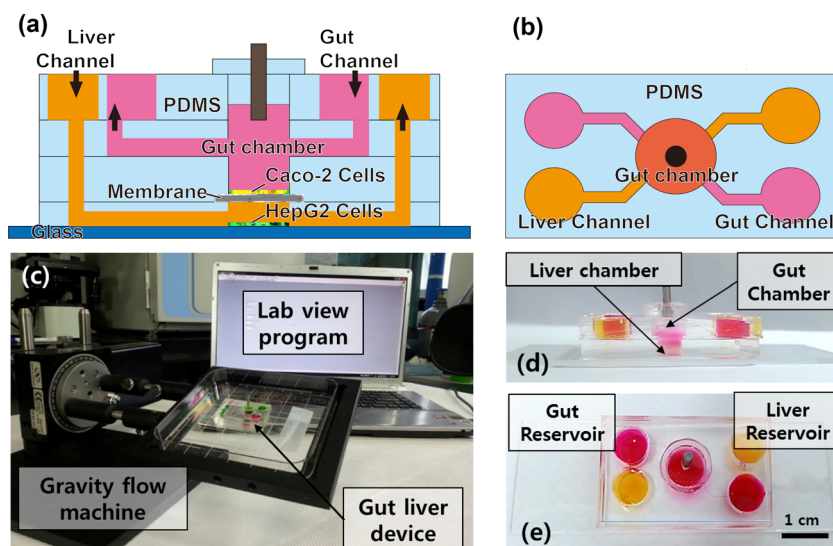 (a)
Liver
Channel
Gut
Channel
PDMS
Gut chamber
Caco-2 Cells
Membrane
HepG2 Cells
Glass
(b)
PDMS
Gut chamber
Liver Channel
Gut Channel
(c)
Lab view
program
Gravity flow
machine
Gut liver
device
Liver chamber
Gut
Chamber
(d)
Gut
Reservoir
Liver
Reservoir
1 cm
(e)